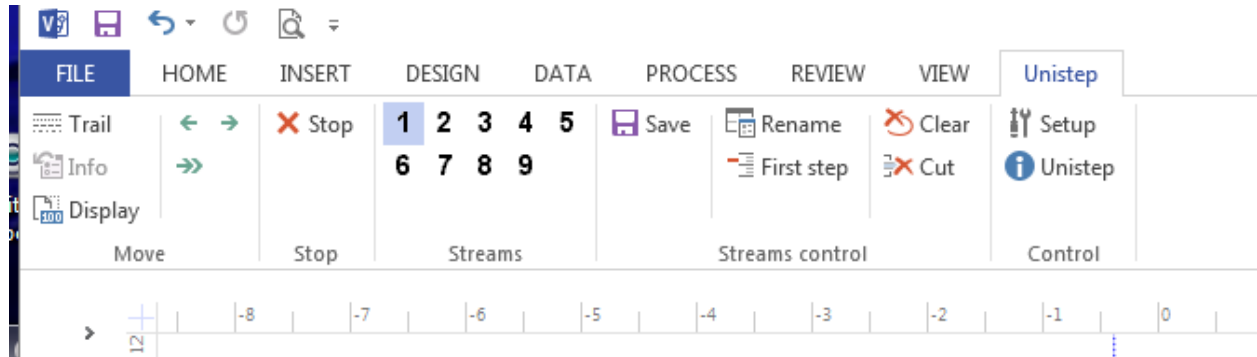 FILE HOME INSERT DESIGN DATA PROCESS REVIEW VIEW Unistep
Trail Stop 1 2 3 4 5 Save Rename Clear Setup
Info 6 7 8 9 First step Cut Unistep
100 Display
Move Stop Streams Streams control Control
-8 -7 -6 -5 -4 -3 -2 -1 0
12